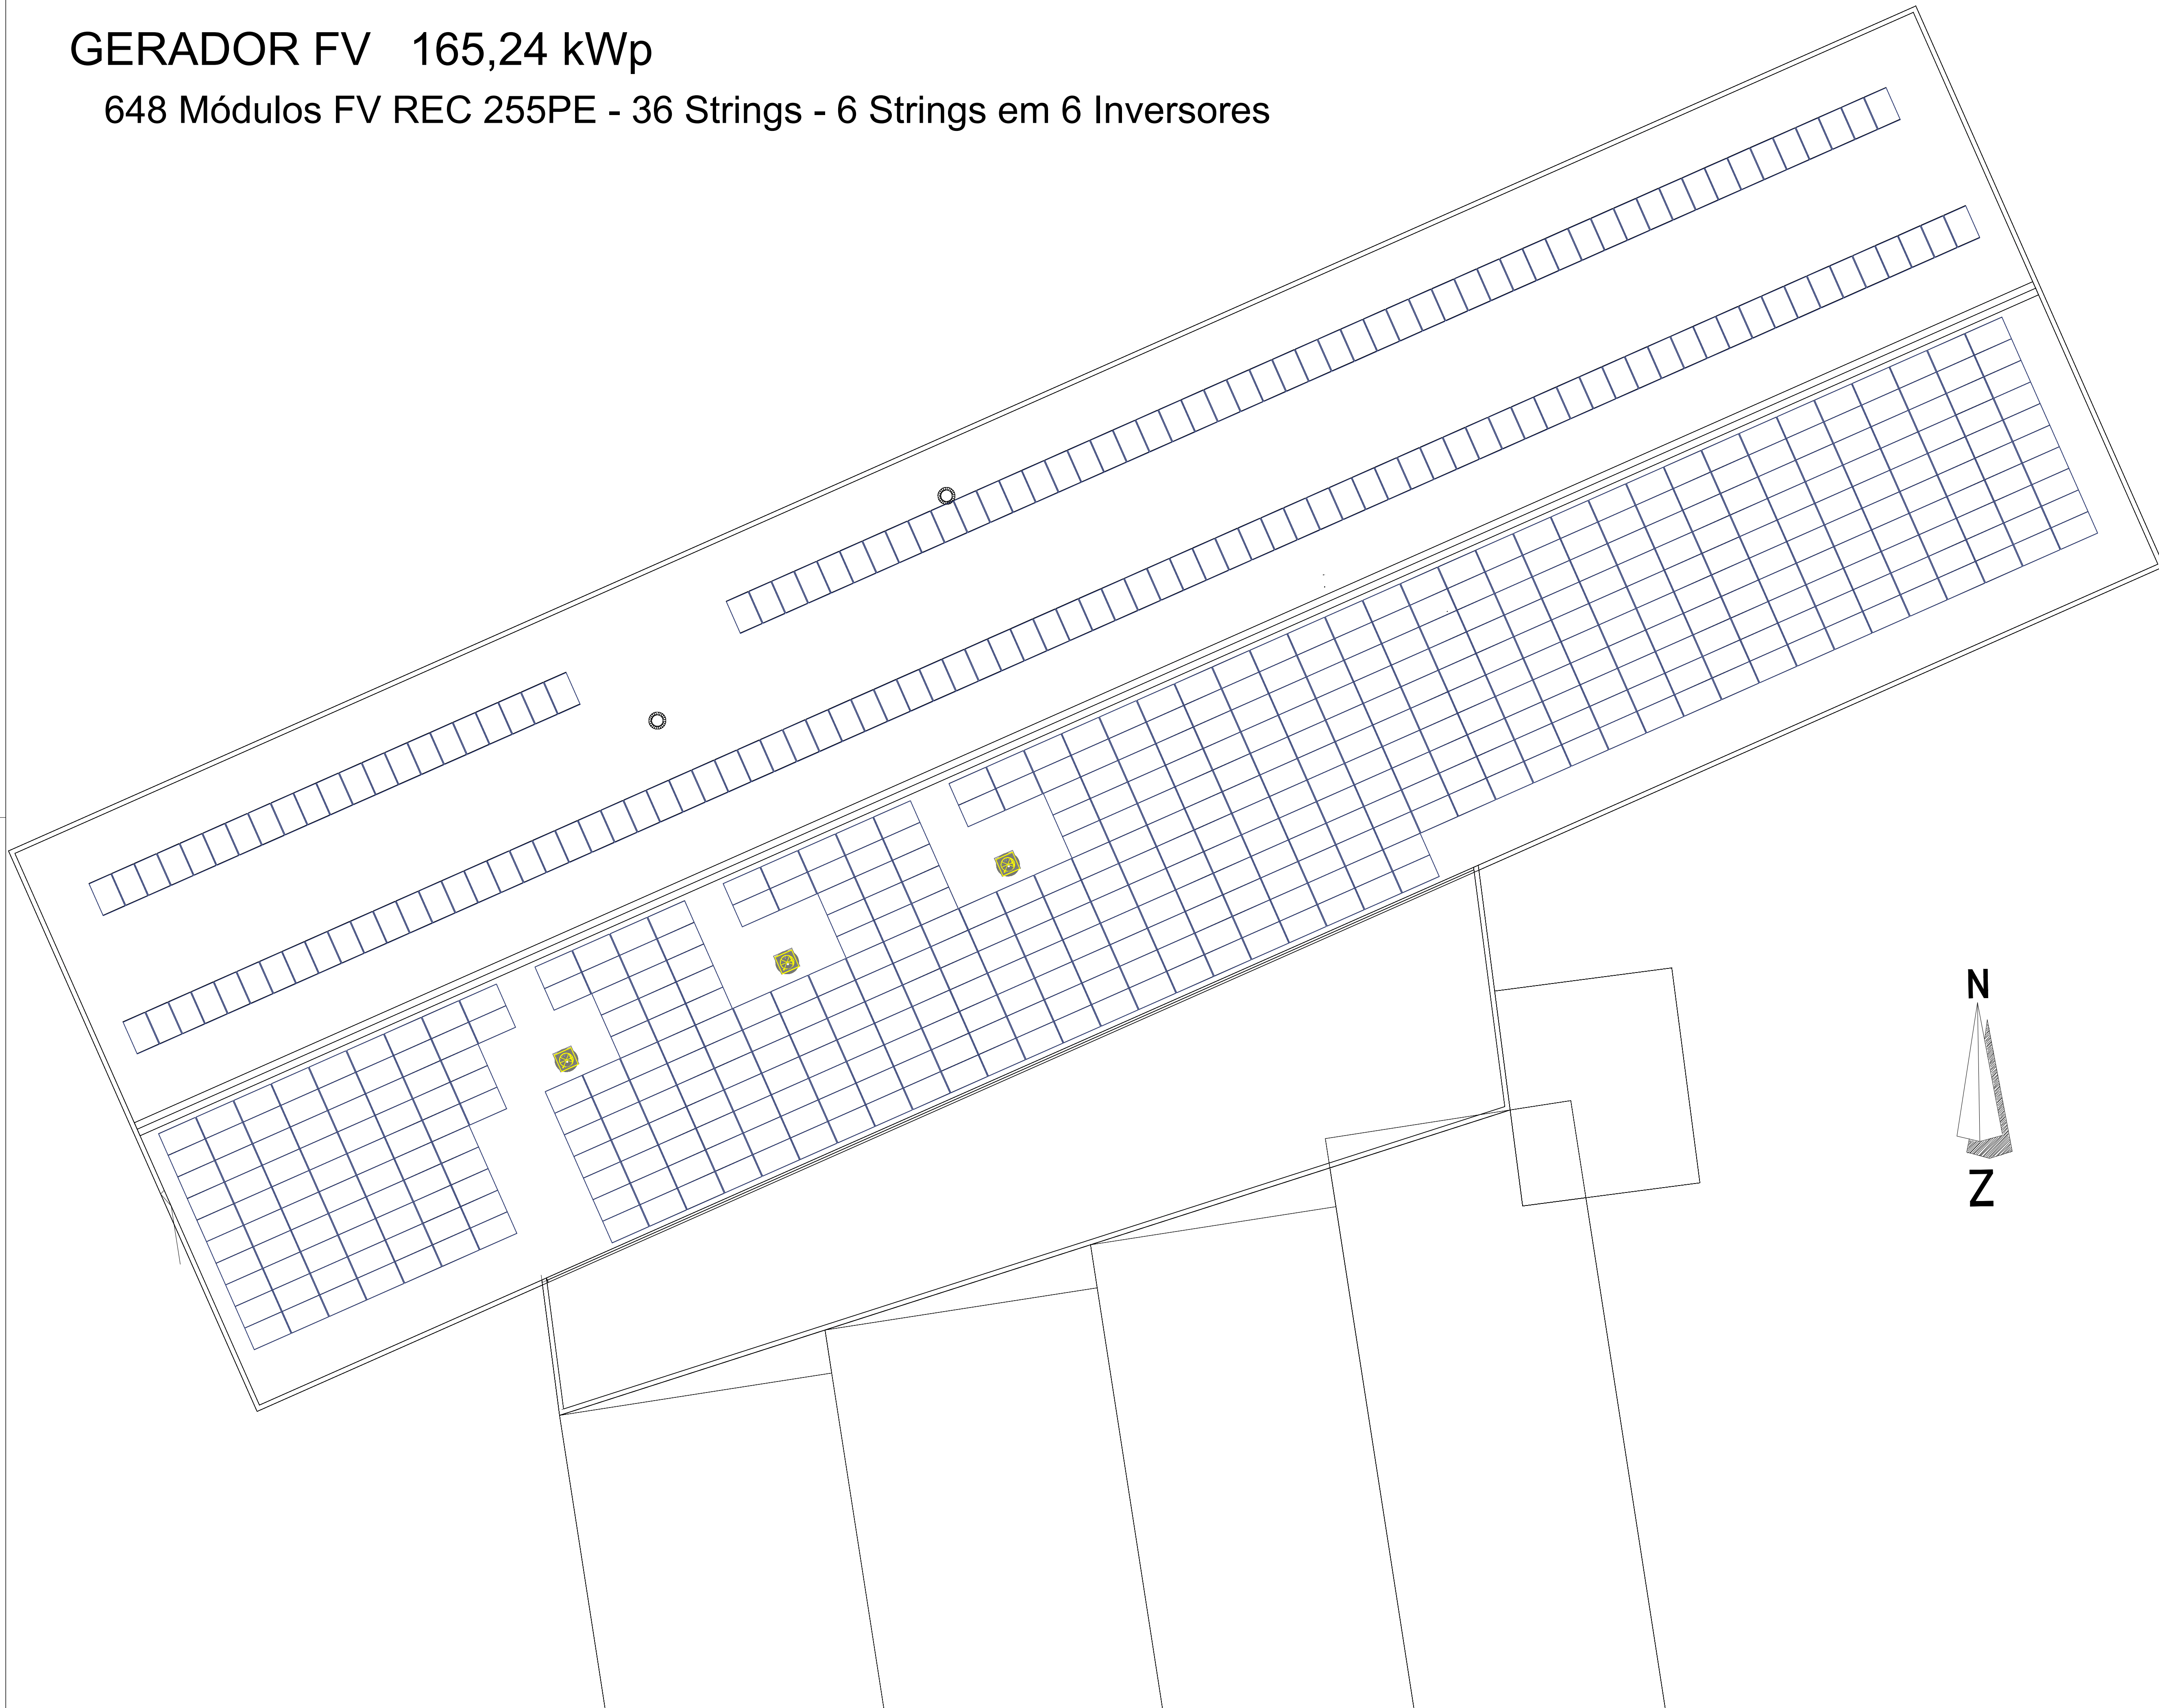 GERADOR FV 165,24 kWp
648 Módulos FV REC 255PE - 36 Strings - 6 Strings em 6 Inversores
N
Z